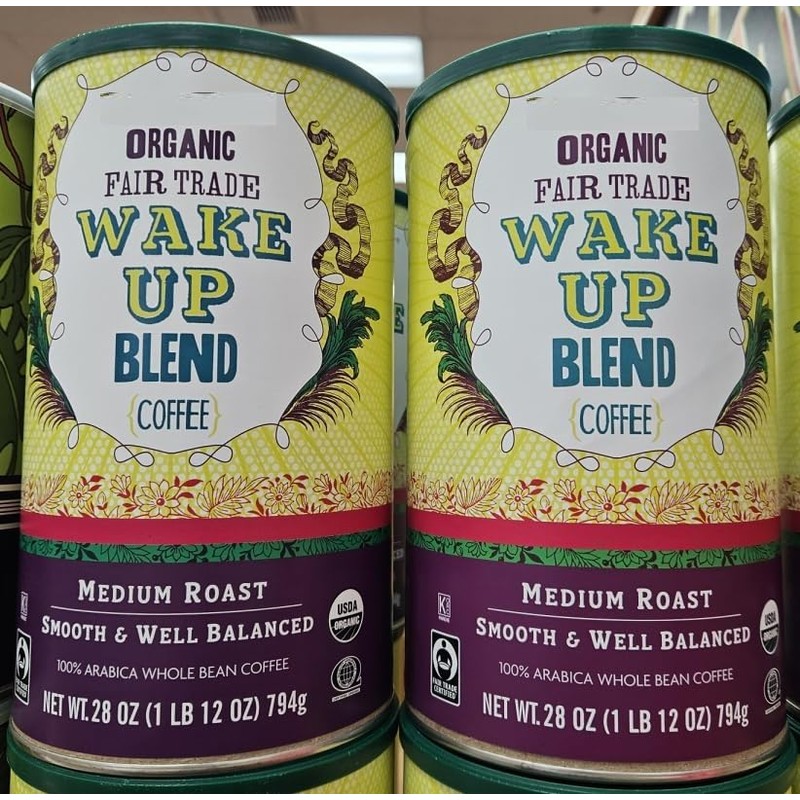 ORGANIC
FAIR TRADE
WAKE
UP
BLEND
{COFFEE}
MEDIUM ROAST
SMOOTH & WELL BALANCED
100% ARABICA WHOLE BEAN COFFEE
NET WT. 28 OZ (1 LB 12 OZ) 794g
USDA
ORGANIC
ORGANIC
FAIR TRADE
WAKE
UP
BLEND
{COFFEE}
K
MEDIUM ROAST
SMOOTH & WELL BALANCED
100% ARABICA WHOLE BEAN COFFEE
NET WT. 28 OZ (1 LB 12 OZ) 794g
FAIR TRADE
CERTIFIED
USDA
ORGANIC